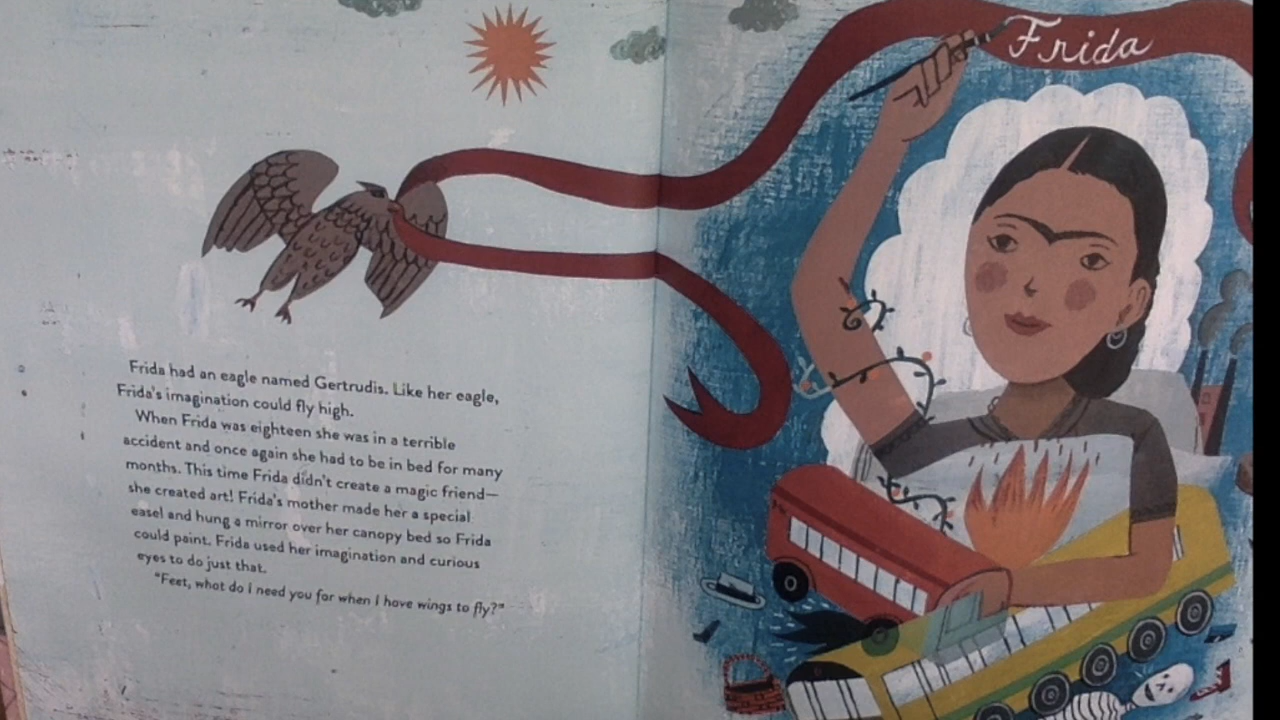 Frida had an eagle named Gertrudis. Like her eagle,
Frida's imagination could fly high.
When Frida was eighteen she was in a terrible
accident and once again she had to be in bed for many
months. This time Frida didn't create a magic friend—
she created art! Frida's mother made her a special
easel and hung a mirror over her canopy bed so Frida
could paint. Frida used her imagination and curious
eyes to do just that.
"Feet, what do I need you for when I have wings to fly?"
Frida